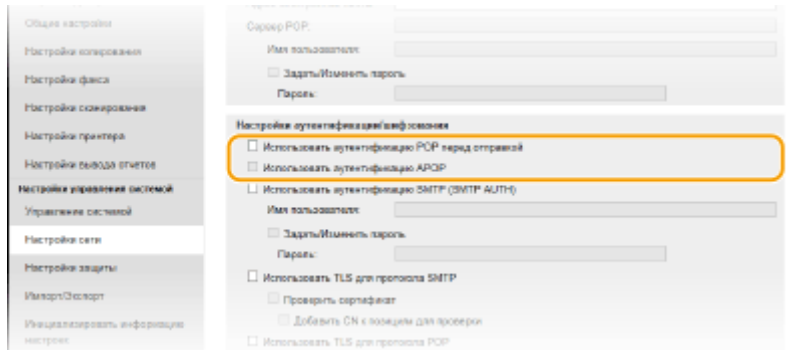 Общие настройки
Настройки копирования
Настройки факса
Настройки сканирования
Настройки принтера
Настройки вывода отчетов
Настройки управления системой
Управление системой
Настройки сети
Настройки защиты
Импорт/Экспорт
Инициализировать информацию
настроек
Сервер POP:
Имя пользователя:
Задать/Изменить пароль
Пароль:
Настройки аутентификации/шифрования
Использовать аутентификацию POP перед отправкой
Использовать аутентификацию APOP
Использовать аутентификацию SMTP (SMTP AUTH)
Имя пользователя:
Задать/Изменить пароль
Пароль:
Использовать TLS для протокола SMTP
Проверить сертификат
Добавить CN к позициям для проверки
Использовать TLS для протокола POP